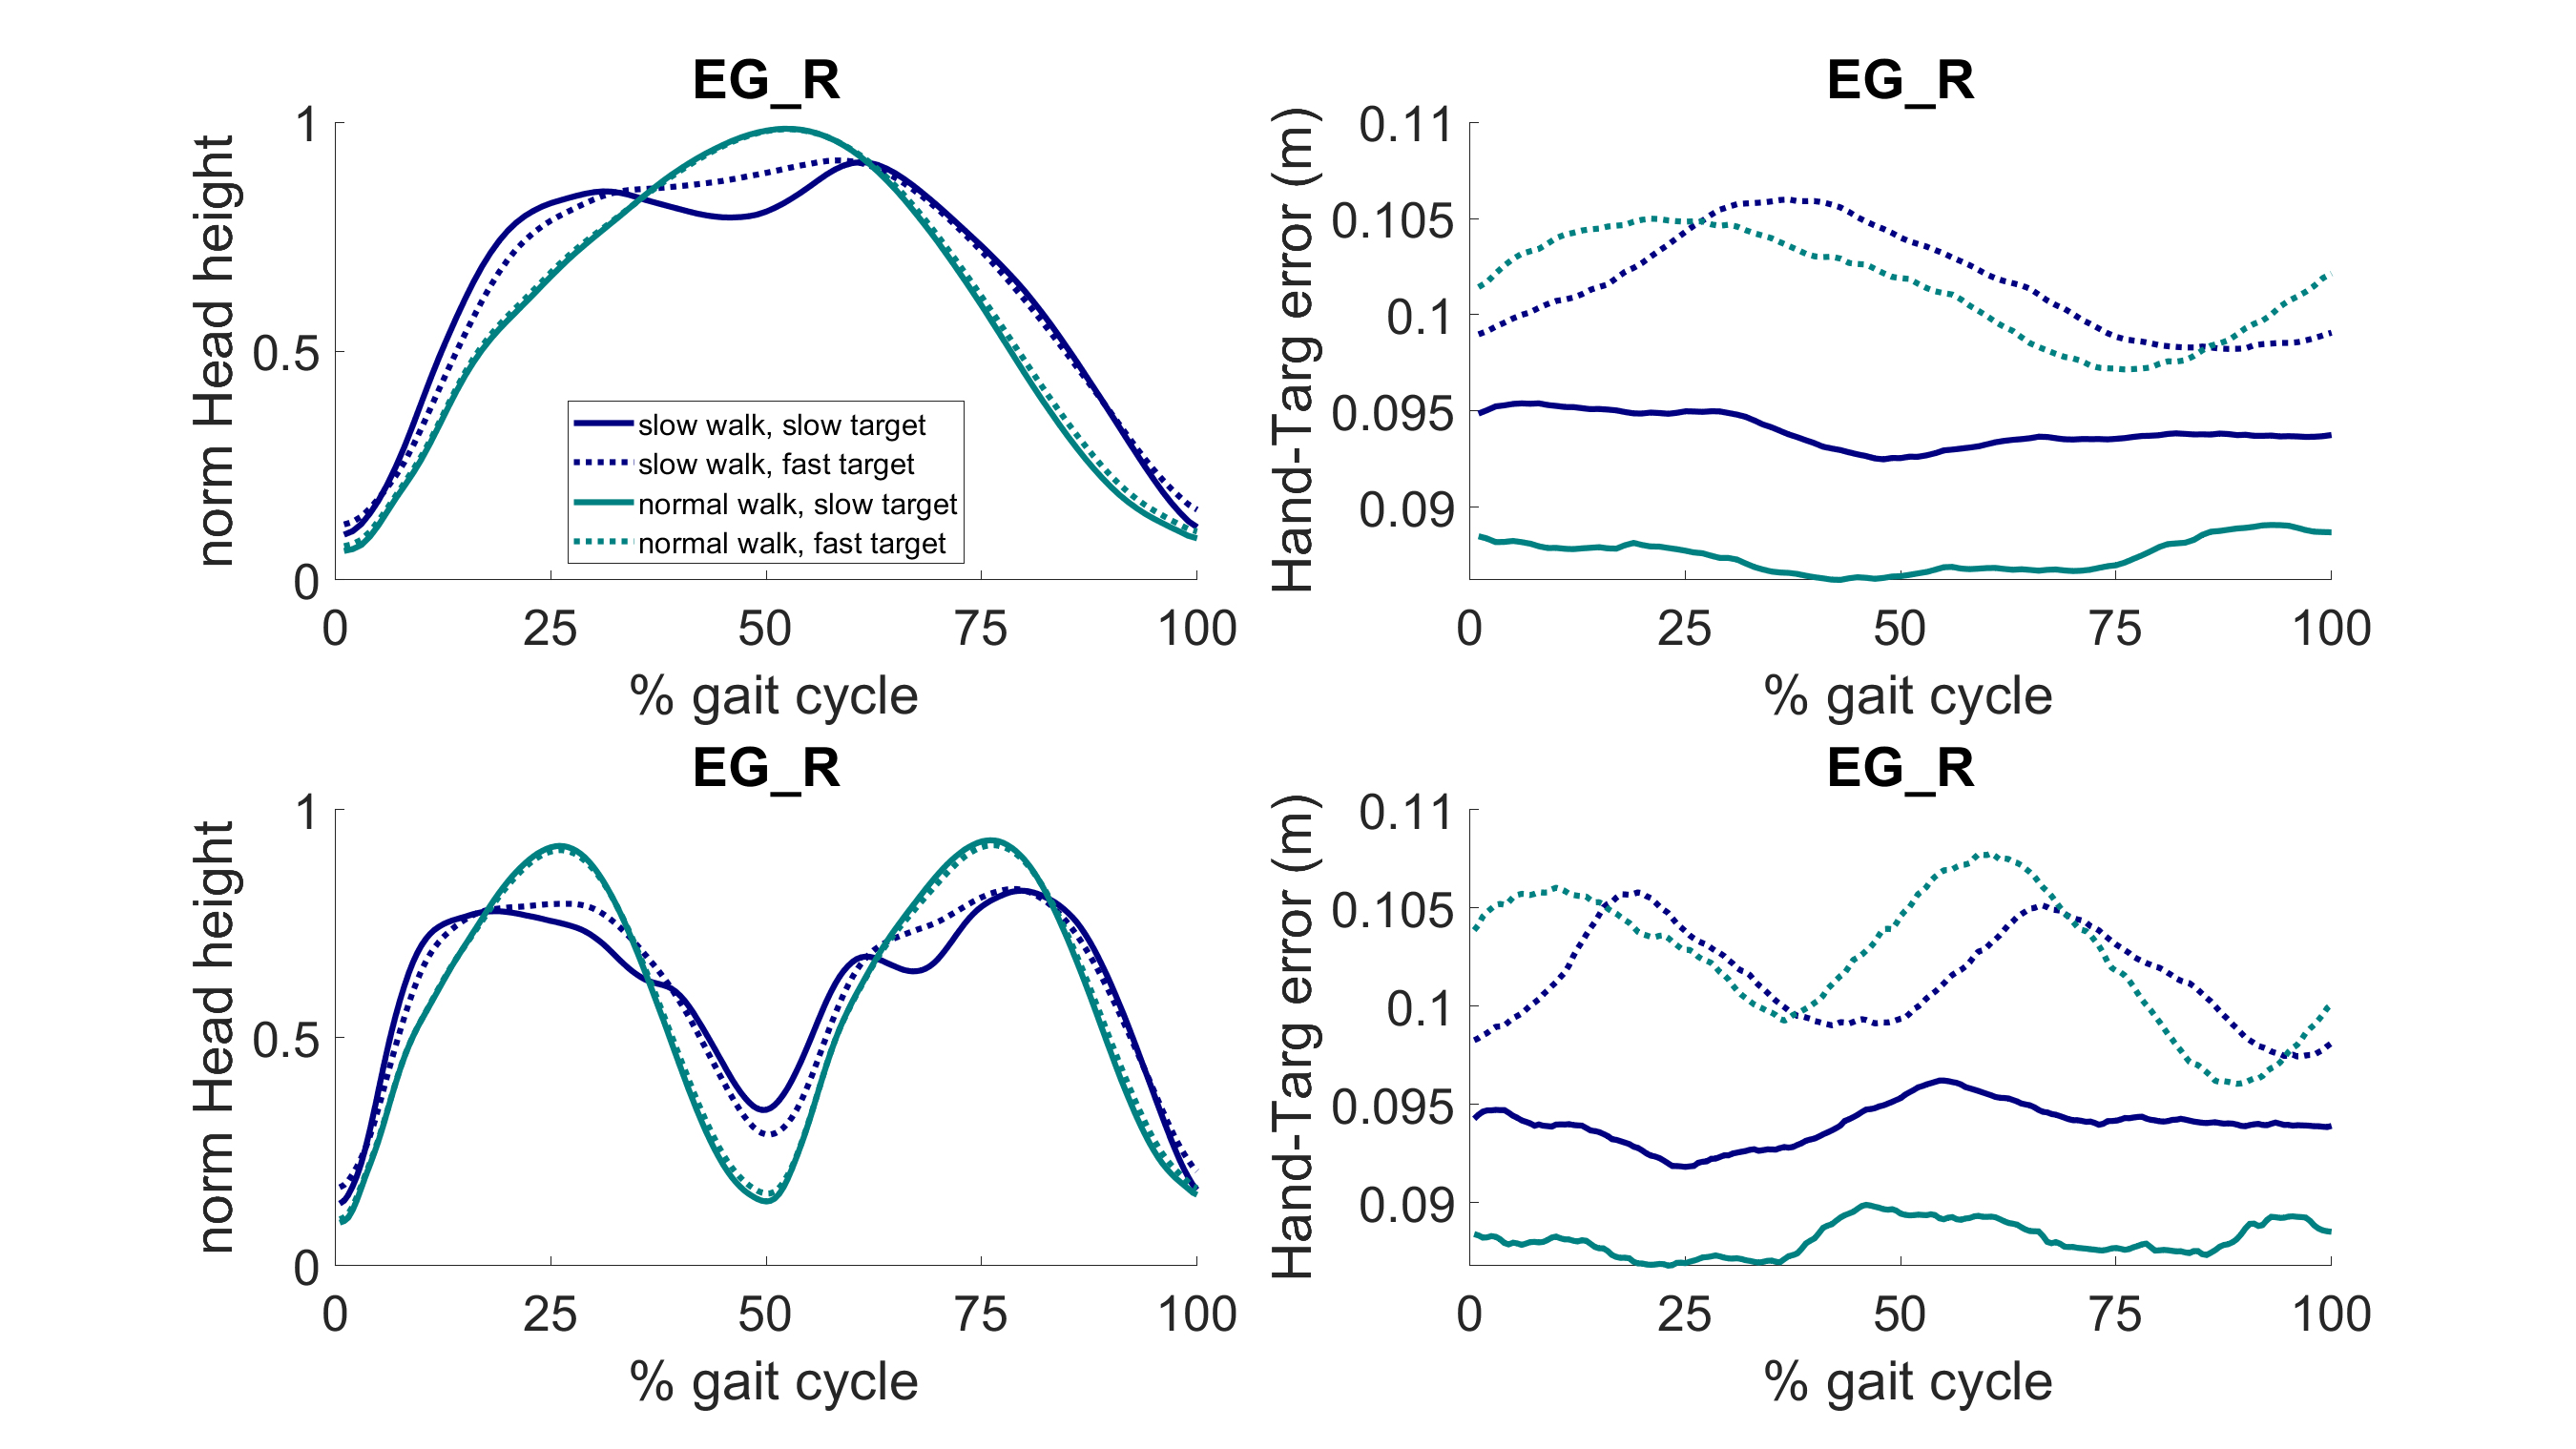 EG_R
norm Head height
1
0.5
0
slow walk, slow target
slow walk, fast target
normal walk, slow target
normal walk, fast target
0 25 50 75 100
% gait cycle
EG_R
Hand-Targ error (m)
0.11
0.105
0.1
0.095
0.09
0 25 50 75 100
% gait cycle
EG_R
norm Head height
1
0.5
0
0 25 50 75 100
% gait cycle
EG_R
Hand-Targ error (m)
0.11
0.105
0.1
0.095
0.09
0 25 50 75 100
% gait cycle